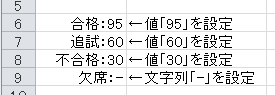 5
6 合格:95 ←値「95」を設定
7 追試:60 ←値「60」を設定
8 不合格:30 ←値「30」を設定
9 欠席:- ←文字列「-」を設定
10